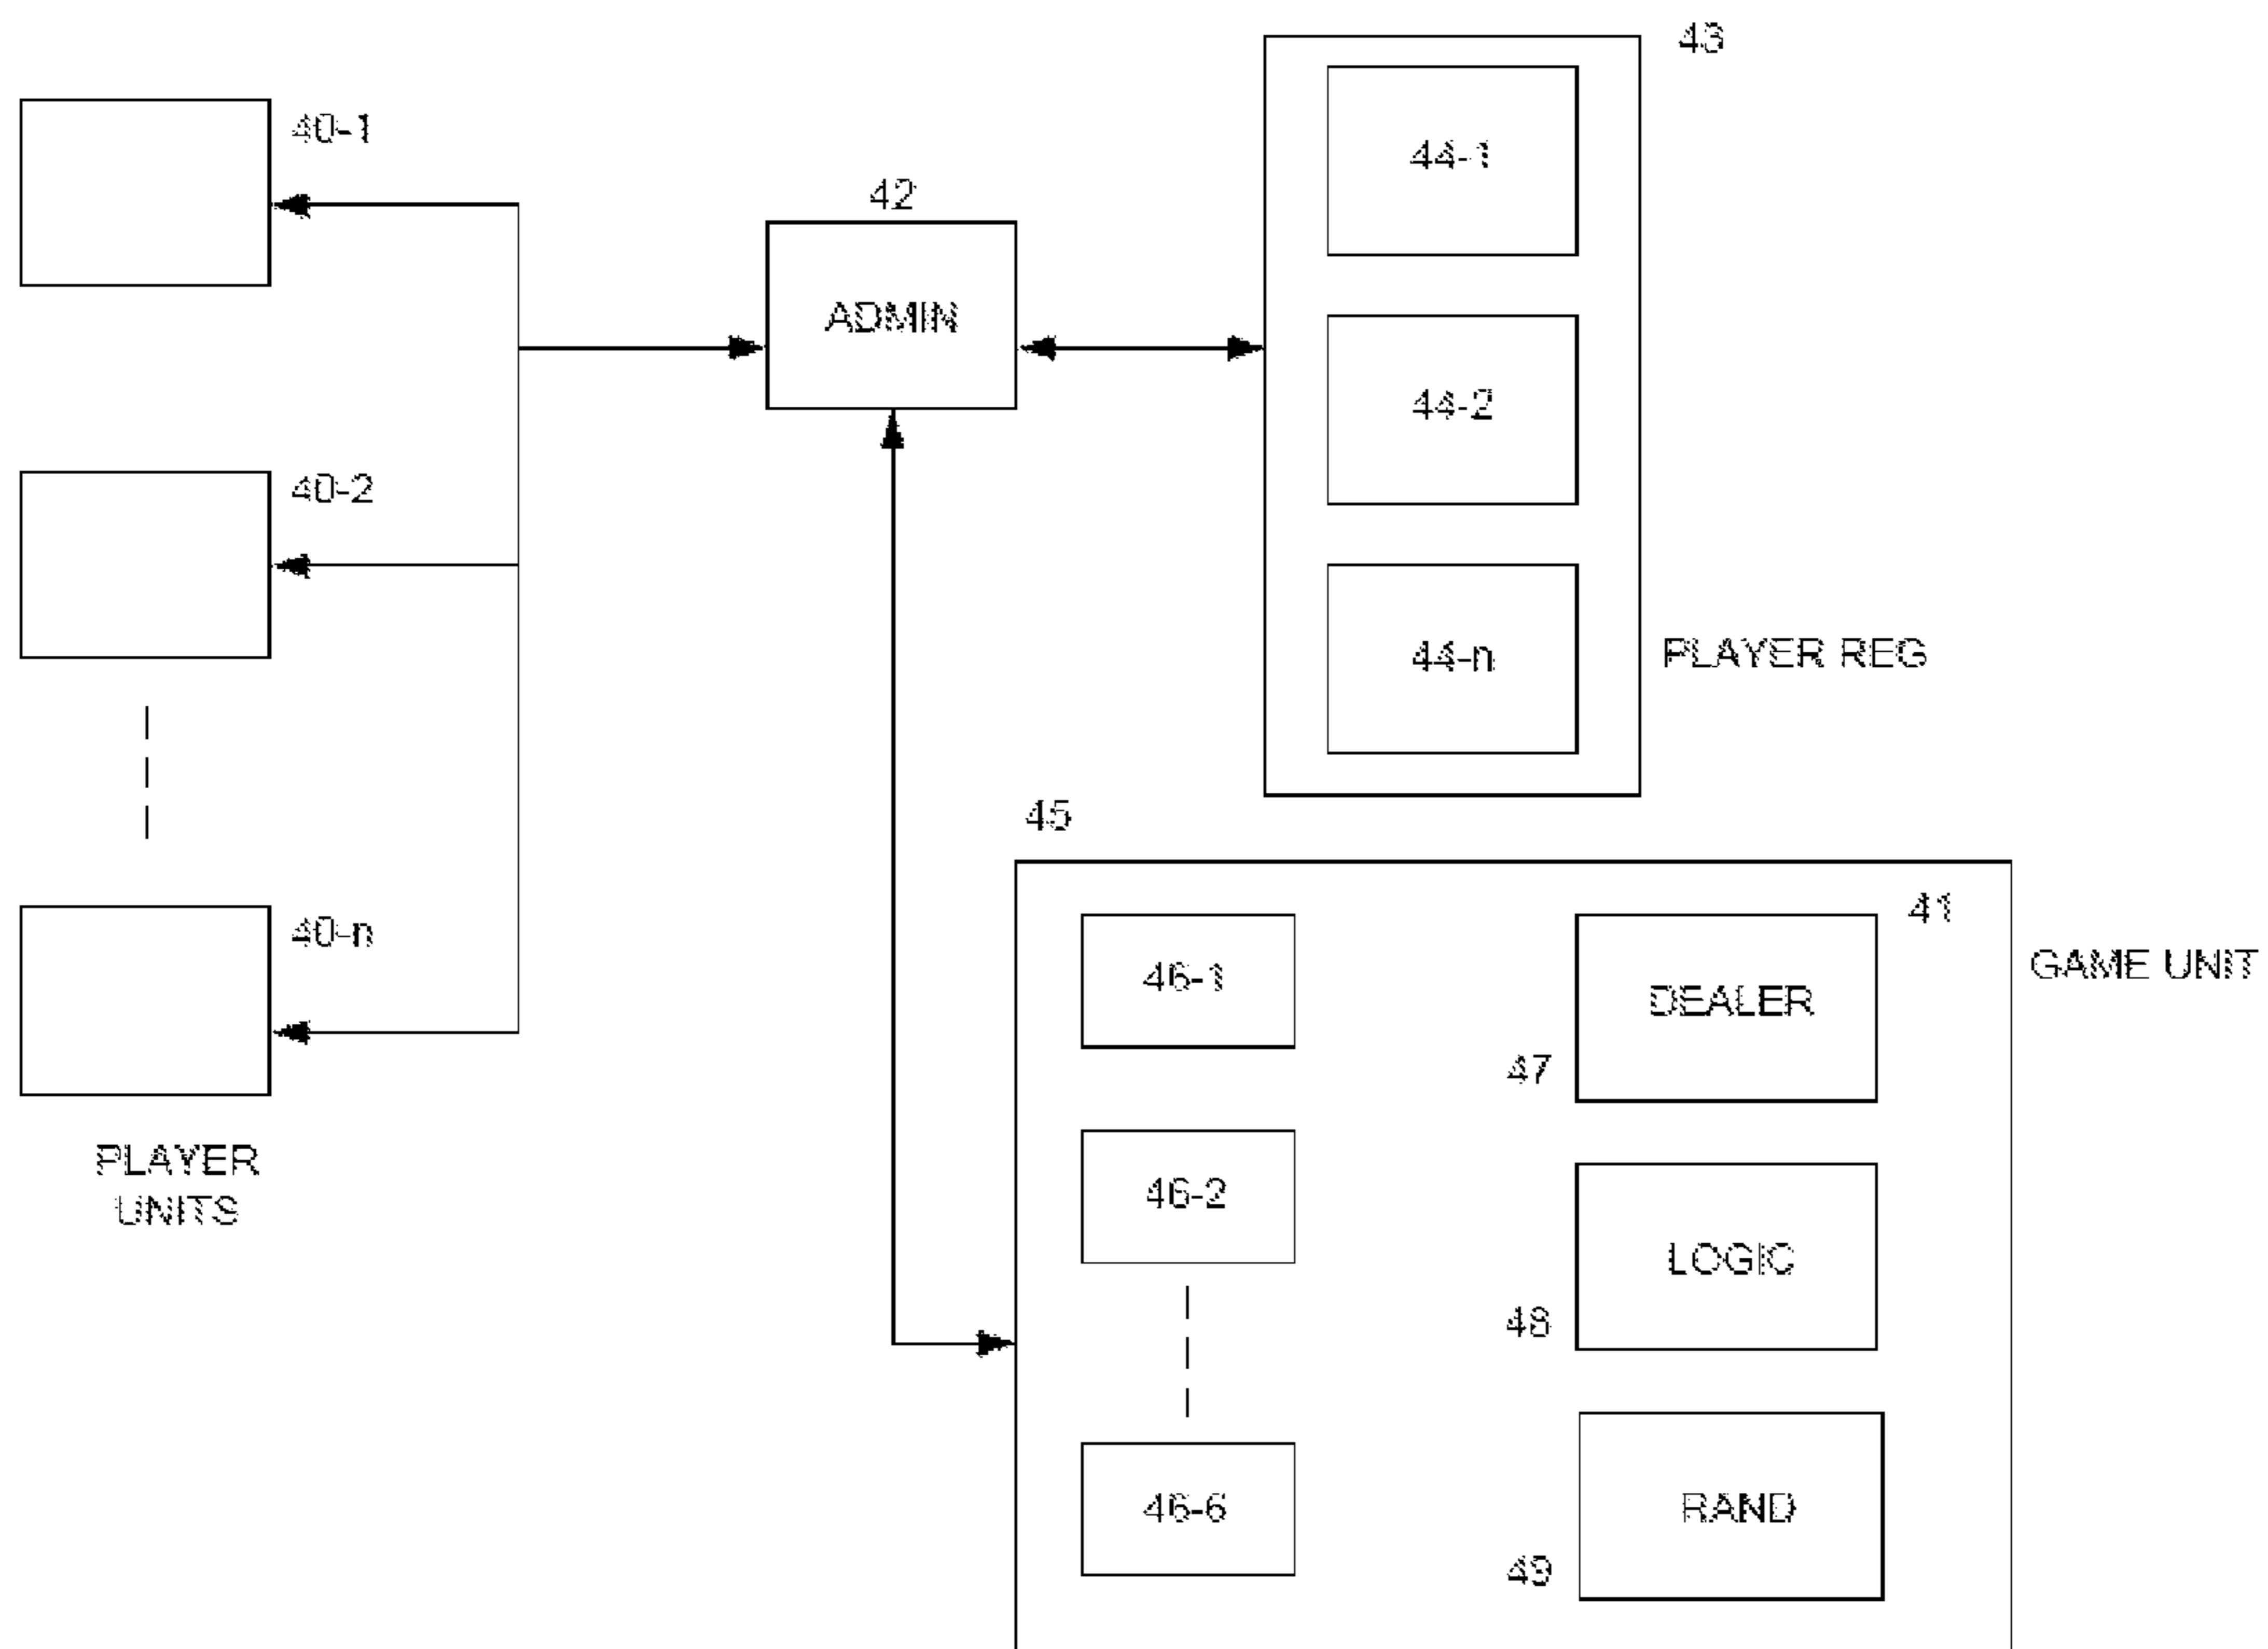 43
40-1
44-1
42
ADMIN
40-2
44-2
44-n
PLAYER REG
45
41
40-n
46-1
DEALER
GAME UNIT
47
PLAYER
UNITS
46-2
LOGIC
48
46-6
RAND
49